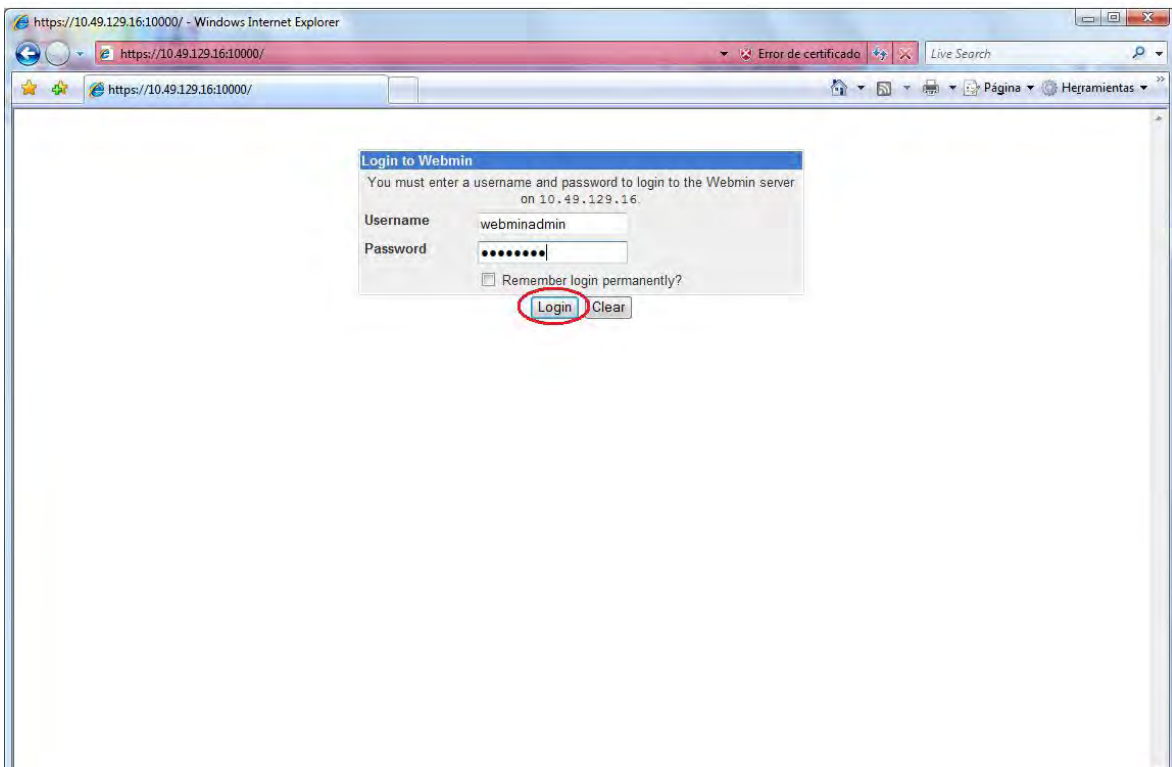 https://10.49.129.16:10000/ - Windows Internet Explorer
https://10.49.129.16:10000/ Error de certificado Live Search
https://10.49.129.16:10000/ Página Herramientas
Login to Webmin
You must enter a username and password to login to the Webmin server
on 10.49.129.16.
Username webminadmin
Password ••••••••
Remember login permanently?
Login Clear